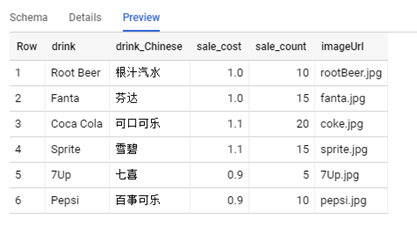 Schema Details Preview
Row drink drink_Chinese sale_cost sale_count imageUrl
1 Root Beer 根汁汽水 1.0 10 rootBeer.jpg
2 Fanta 芬达 1.0 15 fanta.jpg
3 Coca Cola 可口可乐 1.1 20 coke.jpg
4 Sprite 雪碧 1.1 15 sprite.jpg
5 7Up 七喜 0.9 5 7Up.jpg
6 Pepsi 百事可乐 0.9 10 pepsi.jpg